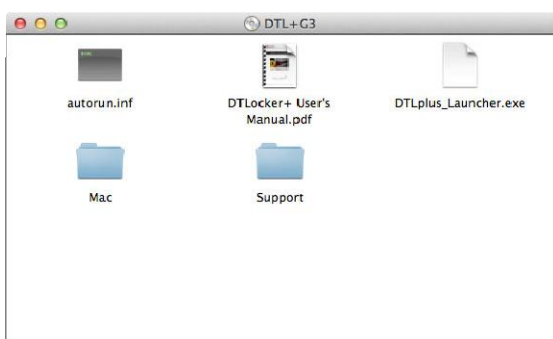 DTL+G3
autorun.inf
DTLocker+ User's
Manual.pdf
DTLplus_Launcher.exe
Mac
Support